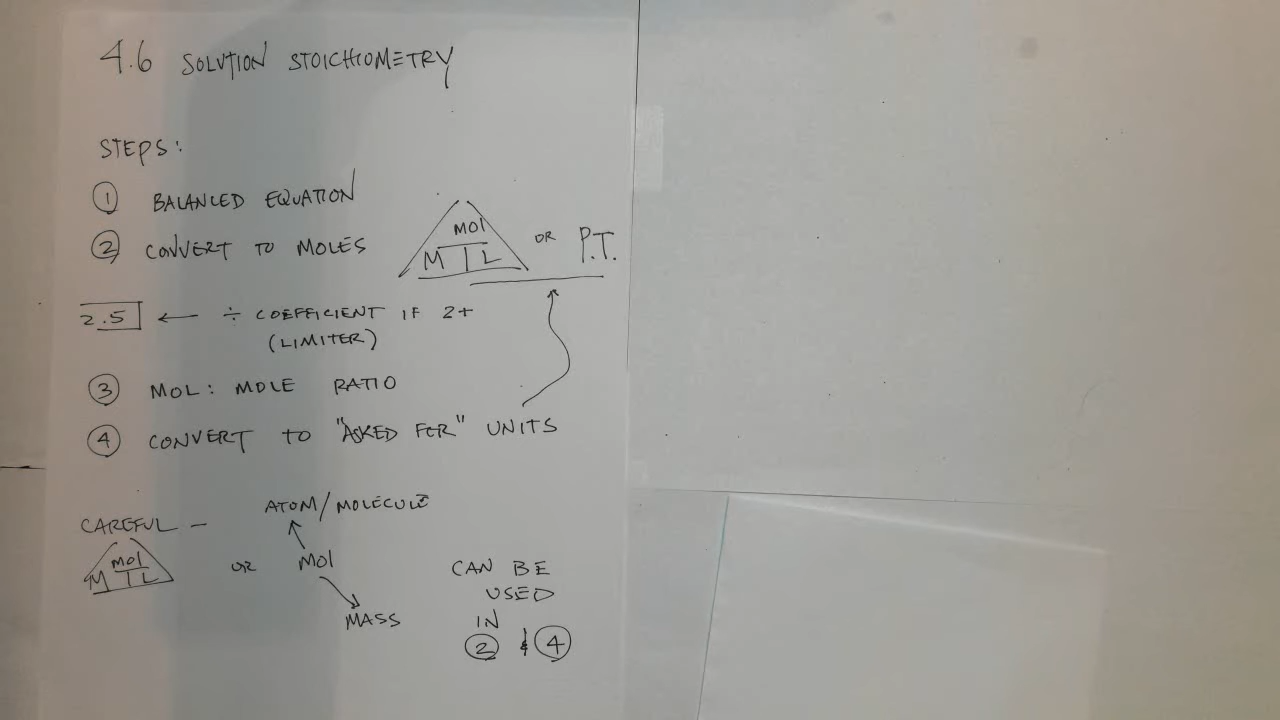 4.6 SOLUTION STOICHIOMETRY
STEPS:
① BALANCED EQUATION
② CONVERT TO MOLES
MOL
M | L
OR P.T.
2.5 ← ÷ COEFFICIENT IF 2+
(LIMITER)
③ MOL: MOLE RATIO
④ CONVERT TO "ASKED FOR" UNITS
CAREFUL -
mol
M | L
OR
ATOM/MOLECULE
Mol
MASS
CAN BE
USED
IN
② & ④